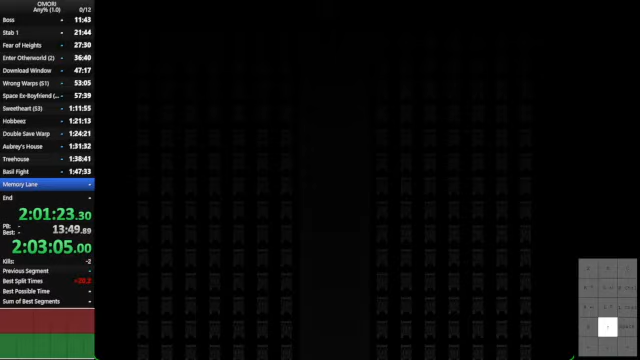 OMORI
Any% (1.0) 0/12
Boss - 11:43
Stab 1 - 21:44
Fear of Heights - 27:30
Enter Otherworld (2) - 36:40
Download Window - 47:17
Wrong Warps (S1) - 53:05
Space Ex-Boyfriend (... - 57:39
Sweetheart (S3) - 1:11:55
Hobbeez - 1:21:13
Double Save Warp - 1:24:21
Aubrey's House - 1:31:32
Treehouse - 1:38:41
Basil Fight - 1:47:33
Memory Lane -
End -
2:01:23.30
PB: -
Best: - 13:49.89
2:03:05.00
Kills: -2
Previous Segment -
Best Split Times
Best Possible Time -
Sum of Best Segments -